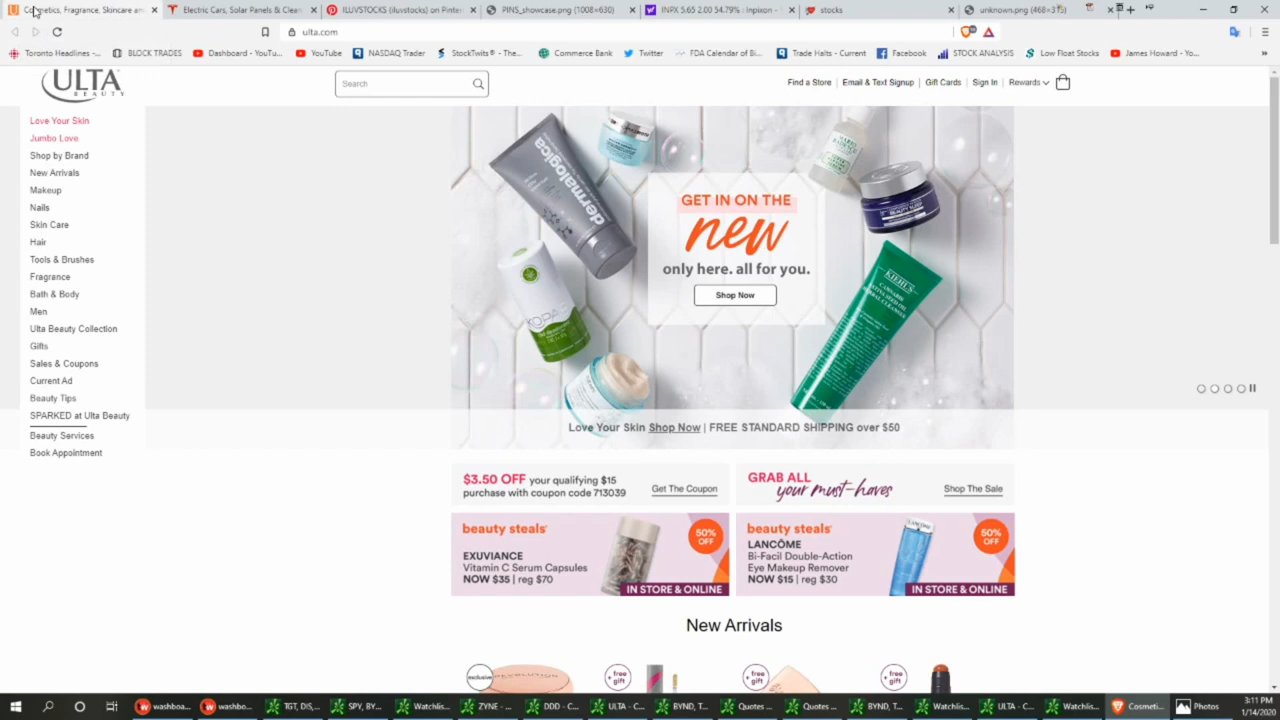 Cosmetics, Fragrance, Skincare an
Electric Cars, Solar Panels & Clean
ILUVSTOCKS (iluvstocks) on Pinter
PINS_showcase.png (1008×630)
INPX 5.65 2.00 54.79% : Inpixon -
stocks
unknown.png (468×315)
ulta.com
Toronto Headlines -...
BLOCK TRADES
Dashboard - YouTu...
YouTube
NASDAQ Trader
StockTwits® - The...
Commerce Bank
Twitter
FDA Calendar of Bi...
Trade Halts - Current
Facebook
STOCK ANALYSIS
Low Float Stocks
James Howard - Yo...
ULTA
BEAUTY
Search
Find a Store
Email & Text Signup
Gift Cards
Sign In
Rewards
Love Your Skin
Jumbo Love
Shop by Brand
New Arrivals
Makeup
Nails
Skin Care
Hair
Tools & Brushes
Fragrance
Bath & Body
Men
Ulta Beauty Collection
Gifts
Sales & Coupons
Current Ad
Beauty Tips
SPARKED at Ulta Beauty
Beauty Services
Book Appointment
dermalogica
KOPARI
KIEHL'S
GET IN ON THE
new
only here. all for you.
Shop Now
Love Your Skin Shop Now | FREE STANDARD SHIPPING over $50
$3.50 OFF your qualifying $15
purchase with coupon code 713039
Get The Coupon
GRAB ALL
your must-haves
Shop The Sale
beauty steals
EXUVIANCE
Vitamin C Serum Capsules
NOW $35 | reg $70
50%
OFF
IN STORE & ONLINE
beauty steals
LANCÔME
Bi-Facil Double-Action
Eye Makeup Remover
NOW $15 | reg $30
50%
OFF
IN STORE & ONLINE
New Arrivals
exclusive
REVOLUTION
+ free
gift
+ free
gift
+ free
gift
washboa...
washbo...
TGT, DIS,...
SPY, BY...
Watchlis...
ZYNE -...
DDD - C...
ULTA - C...
BYND, T...
Quotes ...
Quotes ...
BYND, T...
Watchlis...
ULTA - C...
Watchlis...
Cosmeti...
Photos
3:11 PM
1/14/2020